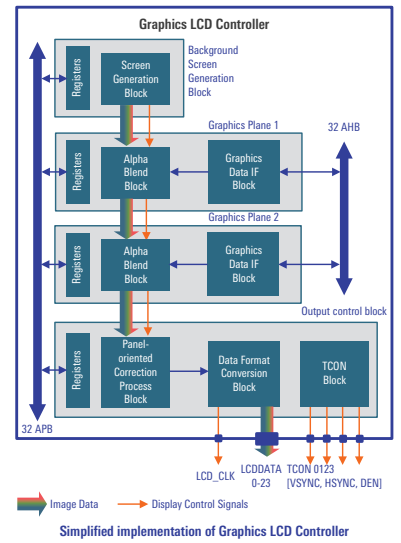 Graphics LCD Controller
Registers
Screen
Generation
Block
Background
Screen
Generation
Block
Graphics Plane 1
32 AHB
Registers
Alpha
Blend
Block
Graphics
Data IF
Block
Graphics Plane 2
Registers
Alpha
Blend
Block
Graphics
Data IF
Block
Output control block
Registers
Panel-
oriented
Correction
Process
Block
Data Format
Conversion
Block
TCON
Block
32 APB
LCD_CLK
LCDDATA
0-23
TCON 0123
[VSYNC, HSYNC, DEN]
Image Data
Display Control Signals
Simplified implementation of Graphics LCD Controller